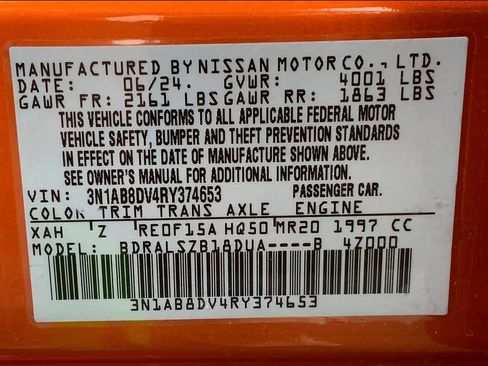 MANUFACTURED BY NISSAN MOTOR CO., LTD.
DATE: 06/24. GVWR: 4001 LBS
GAWR FR: 2161 LBS GAWR RR: 1863 LBS
THIS VEHICLE CONFORMS TO ALL APPLICABLE FEDERAL MOTOR
VEHICLE SAFETY, BUMPER AND THEFT PREVENTION STANDARDS
IN EFFECT ON THE DATE OF MANUFACTURE SHOWN ABOVE.
SEE OWNER'S MANUAL FOR ADDITIONAL INFORMATION.
VIN: 3N1AB8DV4RY374653 PASSENGER CAR.
COLOR TRIM TRANS AXLE ENGINE
XAH Z RE0F15A HQ50 MR20 1997 CC
MODEL: BDRALSZB18DUA----B 4Z000
3N1AB8DV4RY374653